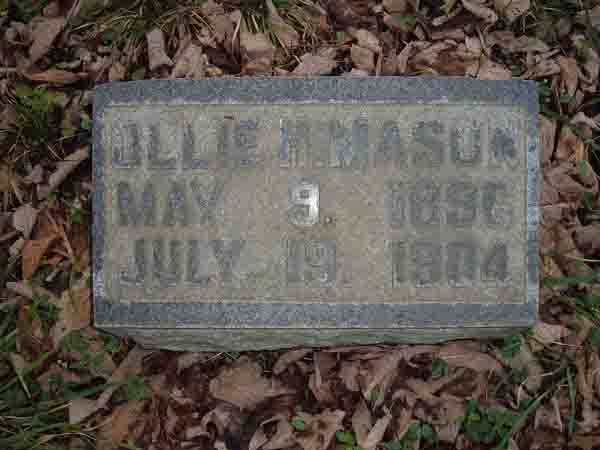 OLLIE H. MASON
MAY 9. 1896
JULY 19. 1904